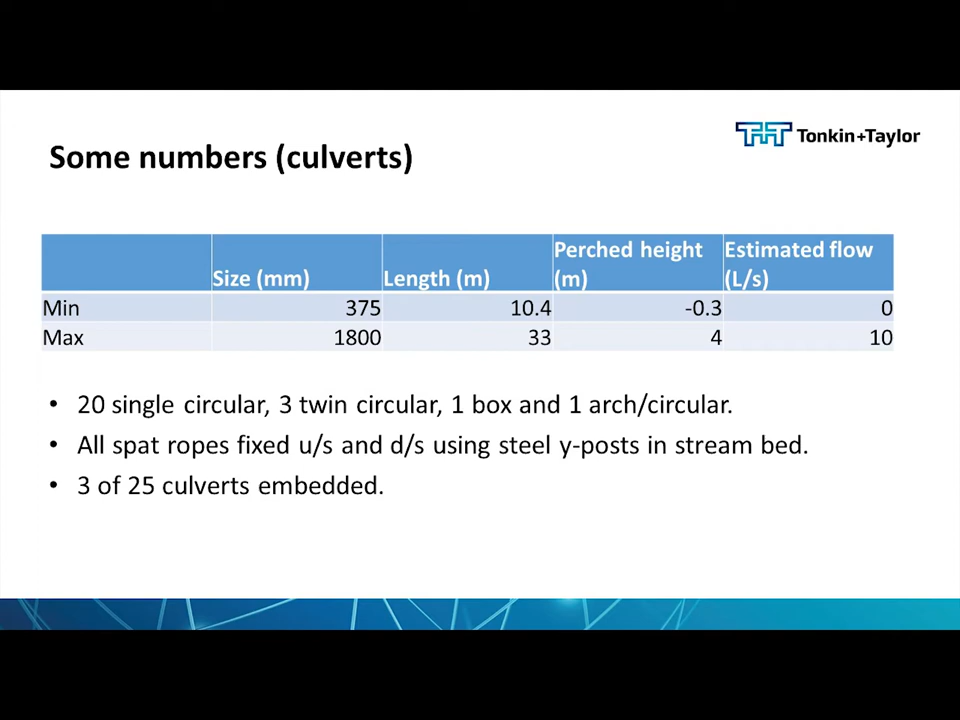 Tonkin+Taylor
Some numbers (culverts)
Size (mm) Length (m) Perched height (m) Estimated flow (L/s)
Min 375 10.4 -0.3 0
Max 1800 33 4 10
• 20 single circular, 3 twin circular, 1 box and 1 arch/circular.
• All spat ropes fixed u/s and d/s using steel y-posts in stream bed.
• 3 of 25 culverts embedded.